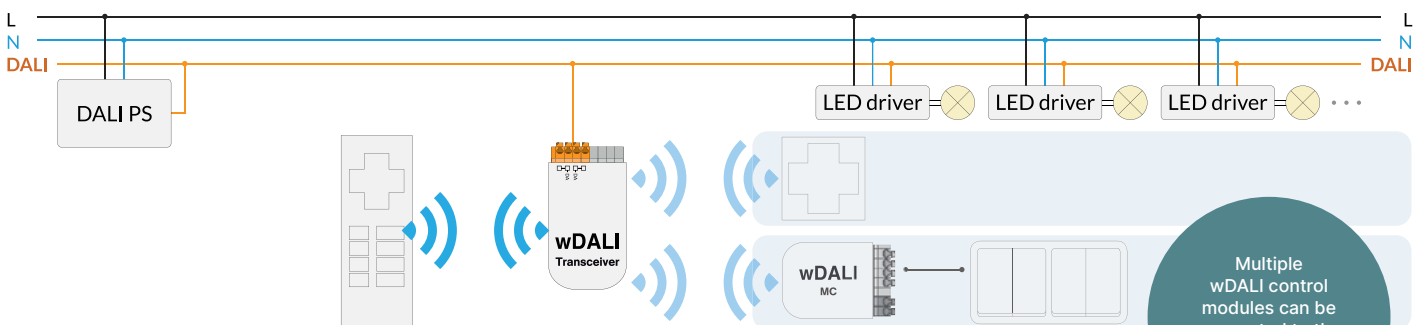 L
L
N
N
DALI
DALI
DALI PS
LED driver
LED driver
LED driver
...
wDALI
Transceiver
wDALI
MC
Multiple
wDALI control
modules can be